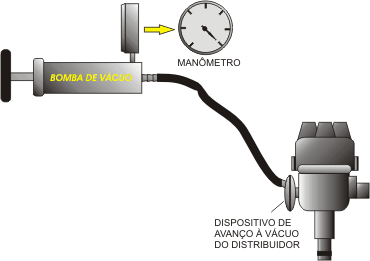 BOMBA DE VÁCUO
MANÔMETRO
DISPOSITIVO DE
AVANÇO À VÁCUO
DO DISTRIBUIDOR